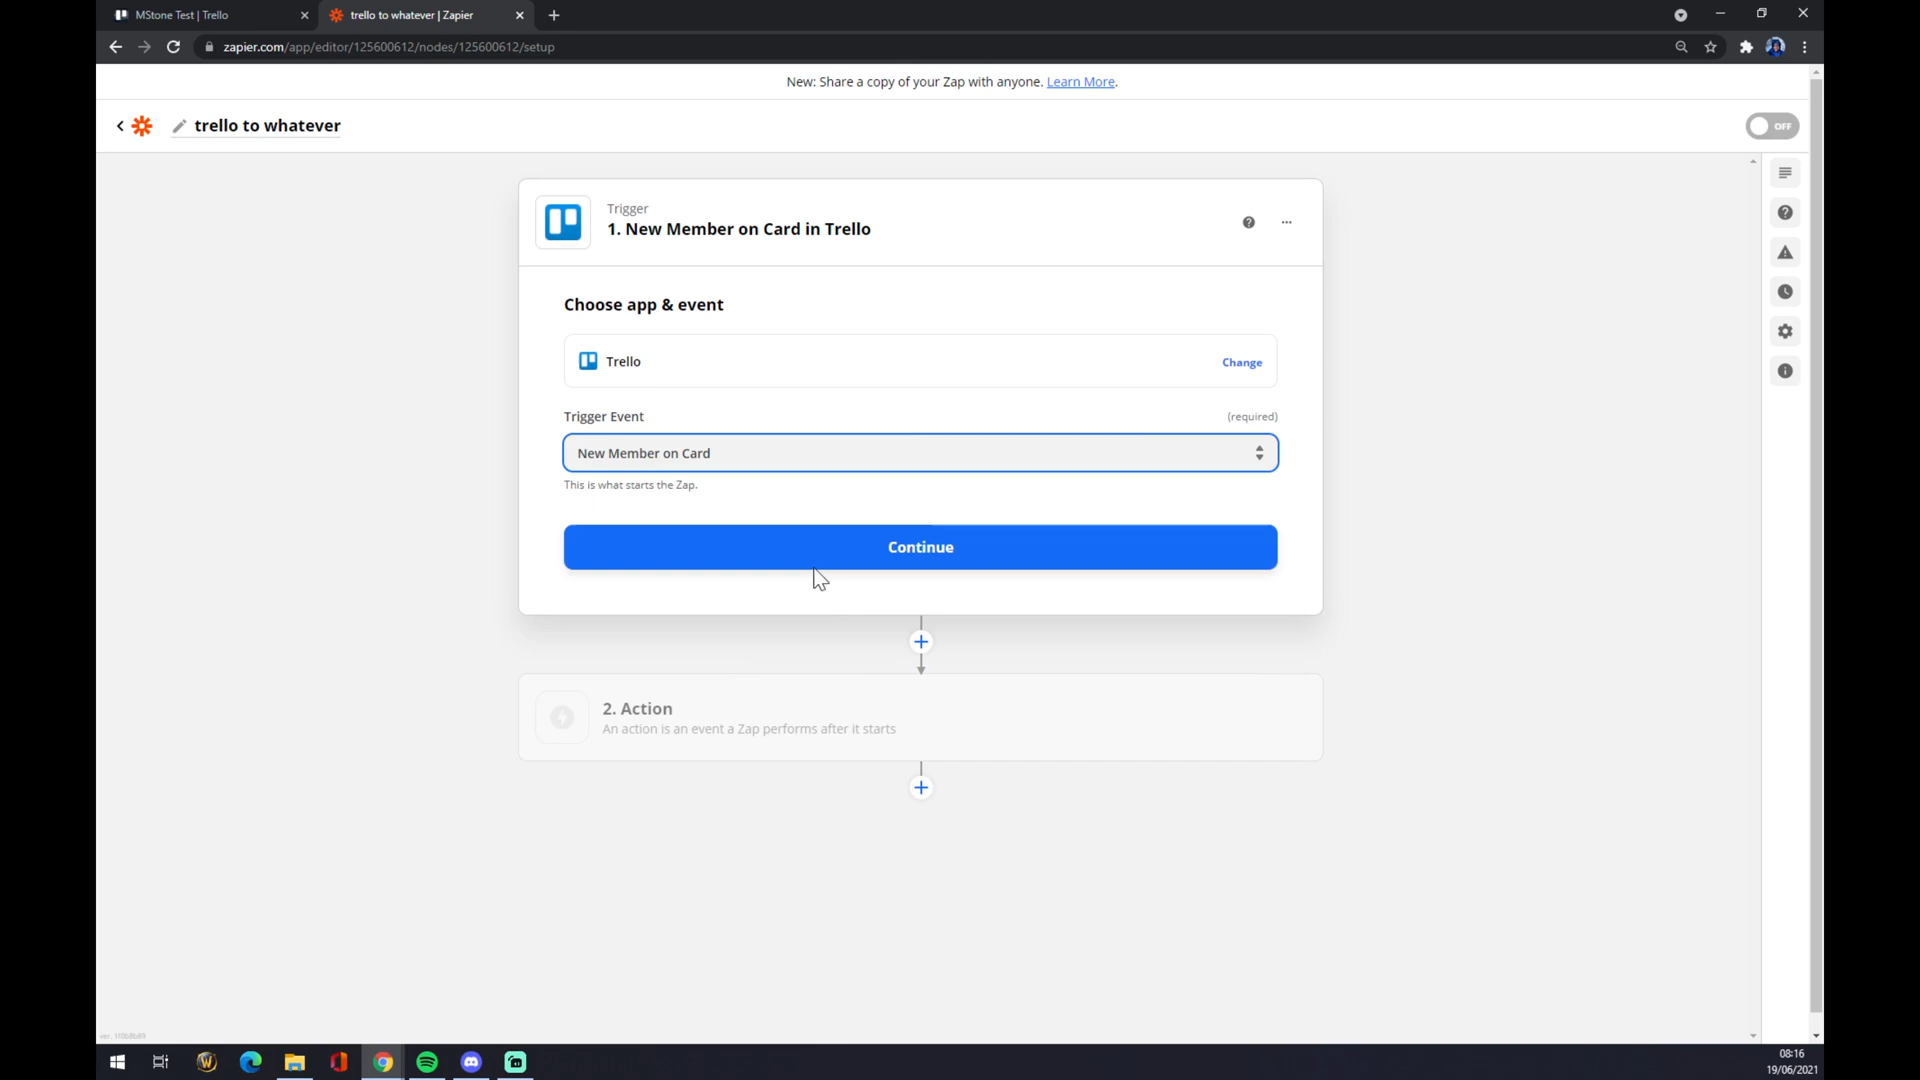 MStone Test | Trello
trello to whatever | Zapier
zapier.com/app/editor/125600612/nodes/125600612/setup
New: Share a copy of your Zap with anyone. Learn More.
trello to whatever
OFF
Trigger
1. New Member on Card in Trello
Choose app & event
Trello
Change
Trigger Event
(required)
New Member on Card
This is what starts the Zap.
Continue
2. Action
An action is an event a Zap performs after it starts
08:16
19/06/2021